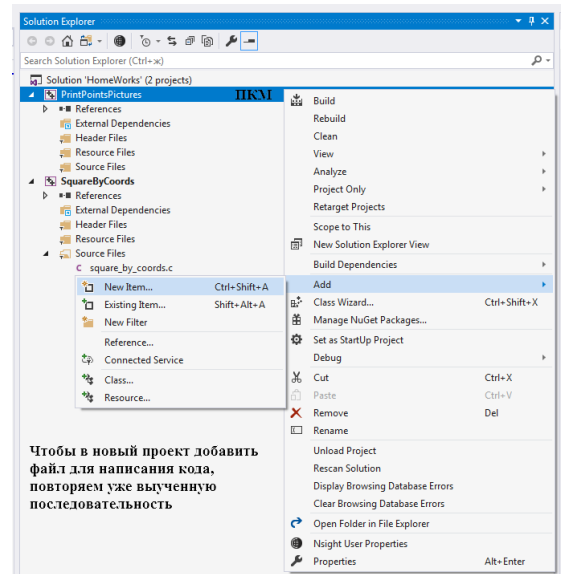 Solution Explorer
Search Solution Explorer (Ctrl+ж)
Solution 'HomeWorks' (2 projects)
PrintPointsPictures
ПКМ
References
External Dependencies
Header Files
Resource Files
Source Files
SquareByCoords
References
External Dependencies
Header Files
Resource Files
Source Files
square_by_coords.c
Build
Rebuild
Clean
View
Analyze
Project Only
Retarget Projects
Scope to This
New Solution Explorer View
Build Dependencies
Add
Class Wizard... Ctrl+Shift+X
Manage NuGet Packages...
Set as StartUp Project
Debug
Cut Ctrl+X
Paste Ctrl+V
Remove Del
Rename
Unload Project
Rescan Solution
Display Browsing Database Errors
Clear Browsing Database Errors
Open Folder in File Explorer
Nsight User Properties
Properties Alt+Enter
New Item... Ctrl+Shift+A
Existing Item... Shift+Alt+A
New Filter
Reference...
Connected Service
Class...
Resource...
Чтобы в новый проект добавить
файл для написания кода,
повторяем уже выученную
последовательность